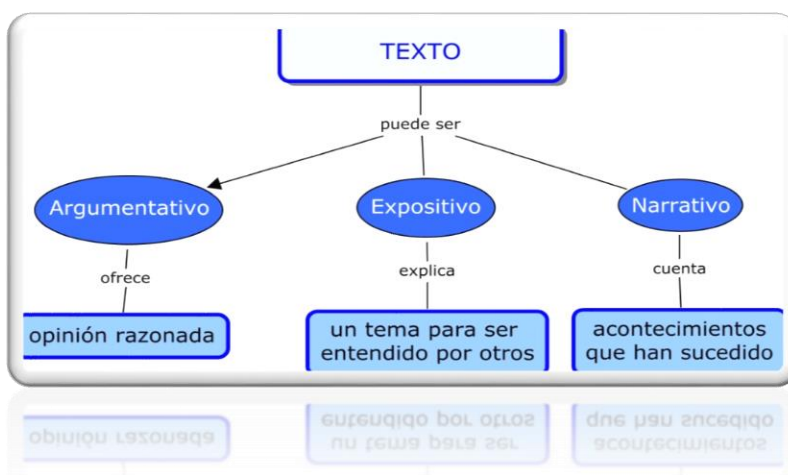 TEXTO
puede ser
Argumentativo
Expositivo
Narrativo
ofrece
explica
cuenta
opinión razonada
un tema para ser
entendido por otros
acontecimientos
que han sucedido